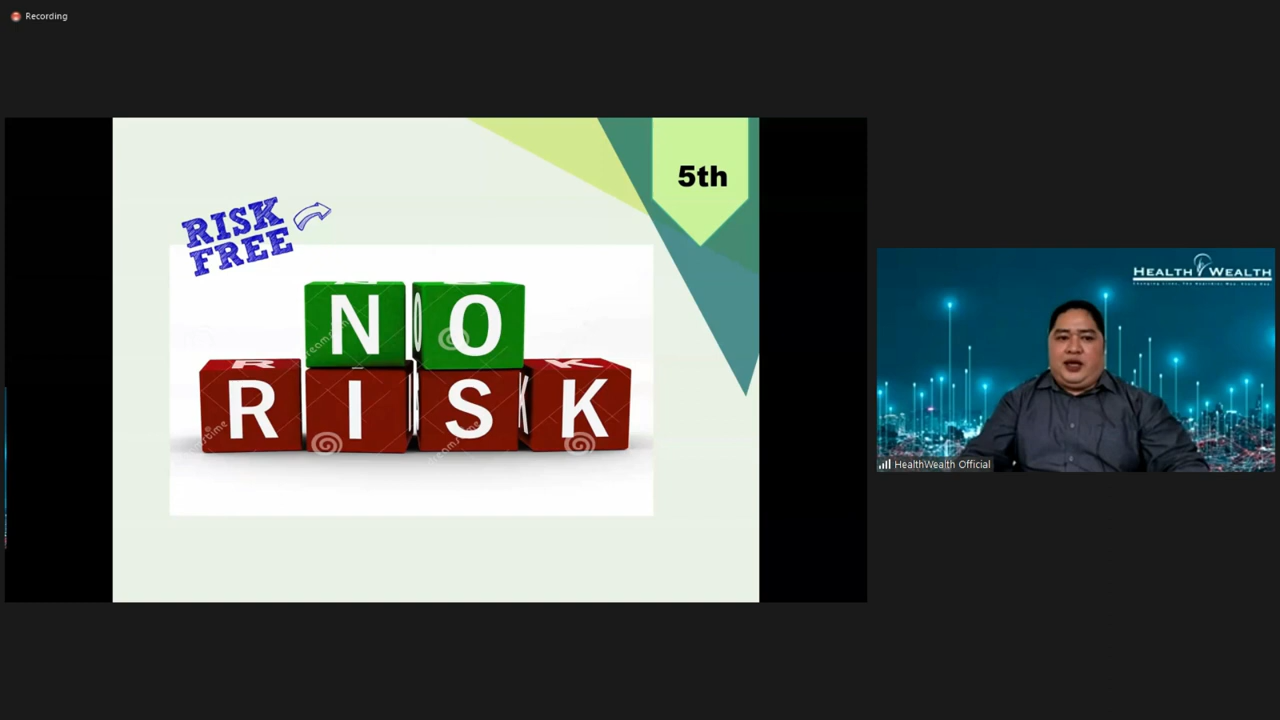 Recording
5th
RISK
FREE
NO
RISK
HEALTH WEALTH
HealthWealth Official